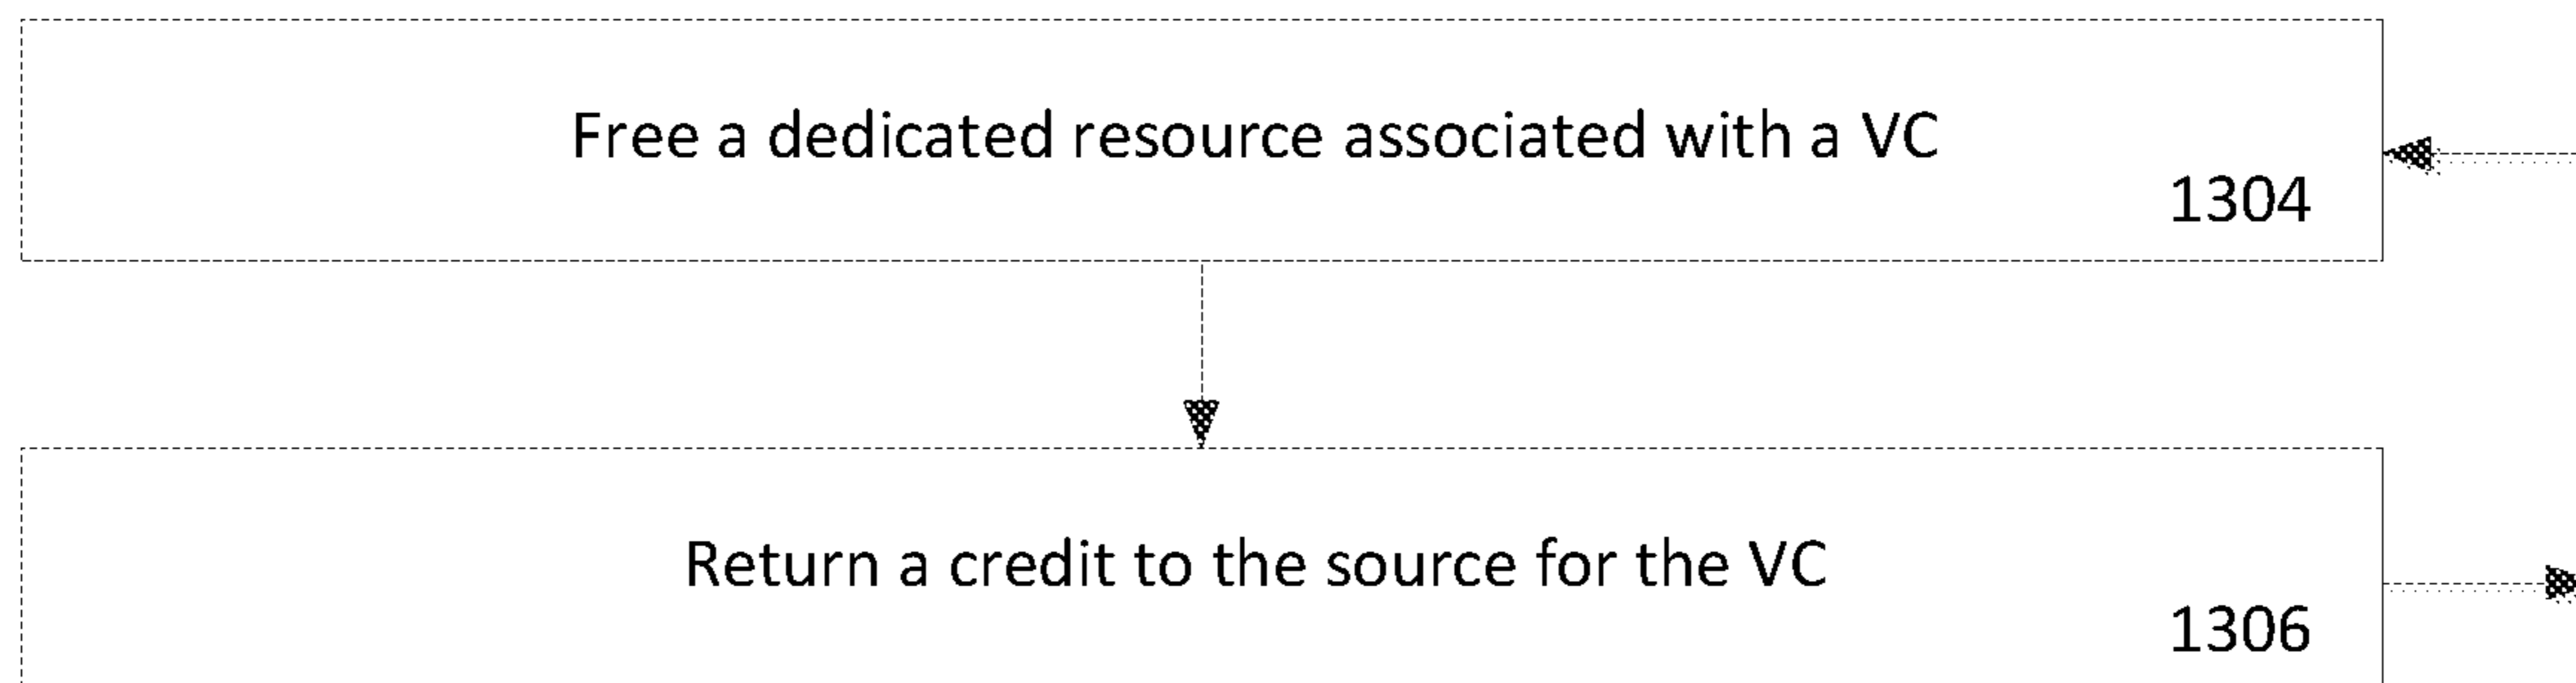 Free a dedicated resource associated with a VC
1304
Return a credit to the source for the VC
1306